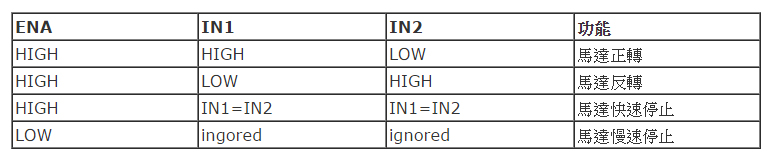 ENA IN1 IN2 功能
HIGH HIGH LOW 馬達正轉
HIGH LOW HIGH 馬達反轉
HIGH IN1=IN2 IN1=IN2 馬達快速停止
LOW ingored ignored 馬達慢速停止